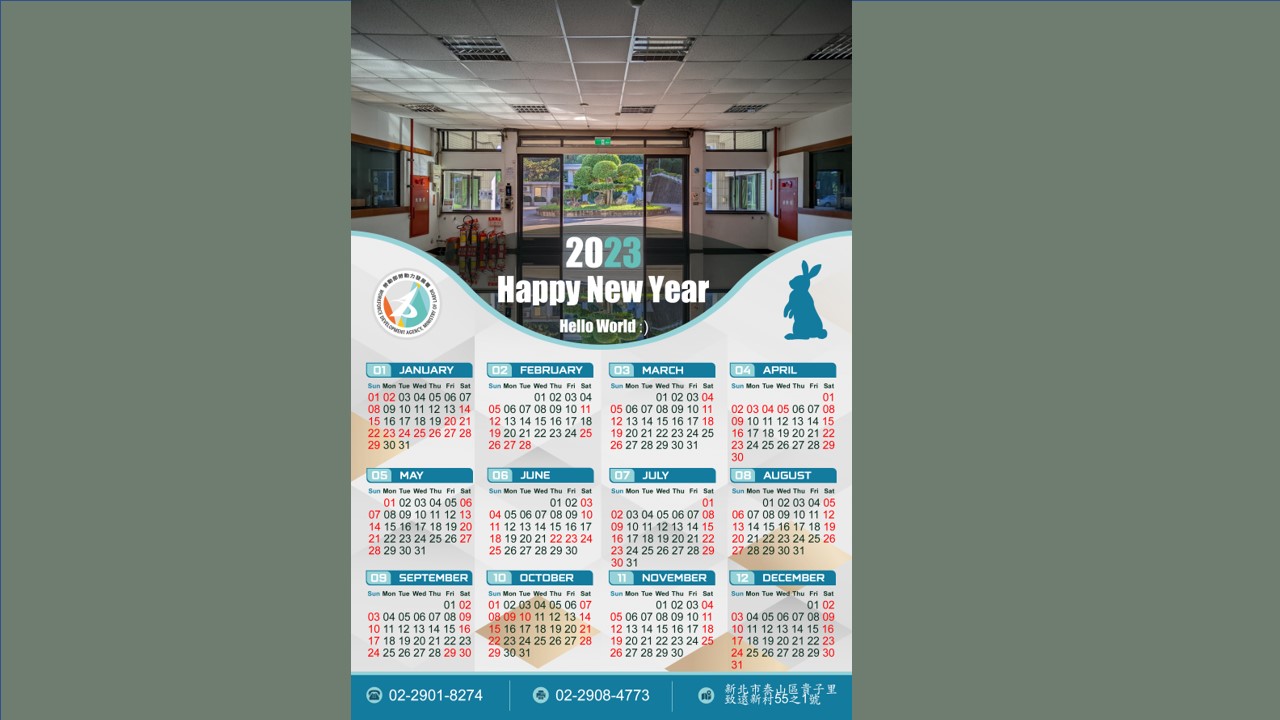 2023
Happy New Year
Hello World :)
勞動部勞動力發展署
WORKFORCE DEVELOPMENT AGENCY, MINISTRY OF LABOR
01 JANUARY
Sun Mon Tue Wed Thu Fri Sat
01 02 03 04 05 06 07
08 09 10 11 12 13 14
15 16 17 18 19 20 21
22 23 24 25 26 27 28
29 30 31
02 FEBRUARY
Sun Mon Tue Wed Thu Fri Sat
01 02 03 04
05 06 07 08 09 10 11
12 13 14 15 16 17 18
19 20 21 22 23 24 25
26 27 28
03 MARCH
Sun Mon Tue Wed Thu Fri Sat
01 02 03 04
05 06 07 08 09 10 11
12 13 14 15 16 17 18
19 20 21 22 23 24 25
26 27 28 29 30 31
04 APRIL
Sun Mon Tue Wed Thu Fri Sat
01
02 03 04 05 06 07 08
09 10 11 12 13 14 15
16 17 18 19 20 21 22
23 24 25 26 27 28 29
30
05 MAY
Sun Mon Tue Wed Thu Fri Sat
01 02 03 04 05 06
07 08 09 10 11 12 13
14 15 16 17 18 19 20
21 22 23 24 25 26 27
28 29 30 31
06 JUNE
Sun Mon Tue Wed Thu Fri Sat
01 02 03
04 05 06 07 08 09 10
11 12 13 14 15 16 17
18 19 20 21 22 23 24
25 26 27 28 29 30
07 JULY
Sun Mon Tue Wed Thu Fri Sat
01
02 03 04 05 06 07 08
09 10 11 12 13 14 15
16 17 18 19 20 21 22
23 24 25 26 27 28 29
30 31
08 AUGUST
Sun Mon Tue Wed Thu Fri Sat
01 02 03 04 05
06 07 08 09 10 11 12
13 14 15 16 17 18 19
20 21 22 23 24 25 26
27 28 29 30 31
09 SEPTEMBER
Sun Mon Tue Wed Thu Fri Sat
01 02
03 04 05 06 07 08 09
10 11 12 13 14 15 16
17 18 19 20 21 22 23
24 25 26 27 28 29 30
10 OCTOBER
Sun Mon Tue Wed Thu Fri Sat
01 02 03 04 05 06 07
08 09 10 11 12 13 14
15 16 17 18 19 20 21
22 23 24 25 26 27 28
29 30 31
11 NOVEMBER
Sun Mon Tue Wed Thu Fri Sat
01 02 03 04
05 06 07 08 09 10 11
12 13 14 15 16 17 18
19 20 21 22 23 24 25
26 27 28 29 30
12 DECEMBER
Sun Mon Tue Wed Thu Fri Sat
01 02
03 04 05 06 07 08 09
10 11 12 13 14 15 16
17 18 19 20 21 22 23
24 25 26 27 28 29 30
31
02-2901-8274
02-2908-4773
新北市泰山區貴子里
致遠新村55之1號